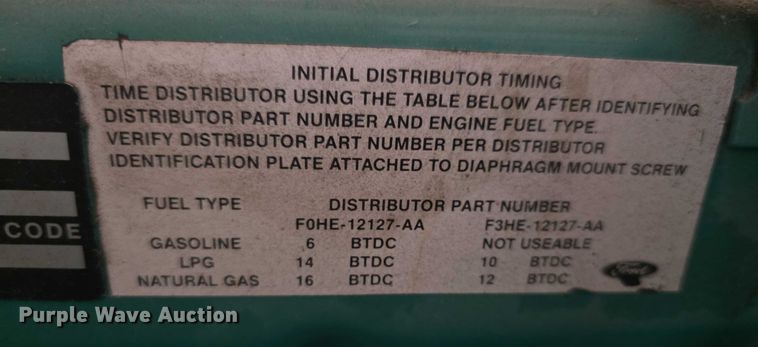 INITIAL DISTRIBUTOR TIMING
TIME DISTRIBUTOR USING THE TABLE BELOW AFTER IDENTIFYING
DISTRIBUTOR PART NUMBER AND ENGINE FUEL TYPE.
VERIFY DISTRIBUTOR PART NUMBER PER DISTRIBUTOR
IDENTIFICATION PLATE ATTACHED TO DIAPHRAGM MOUNT SCREW
FUEL TYPE DISTRIBUTOR PART NUMBER
F0HE-12127-AA F3HE-12127-AA
CODE
GASOLINE 6 BTDC NOT USEABLE
LPG 14 BTDC 10 BTDC
NATURAL GAS 16 BTDC 12 BTDC
Ford
Purple Wave Auction